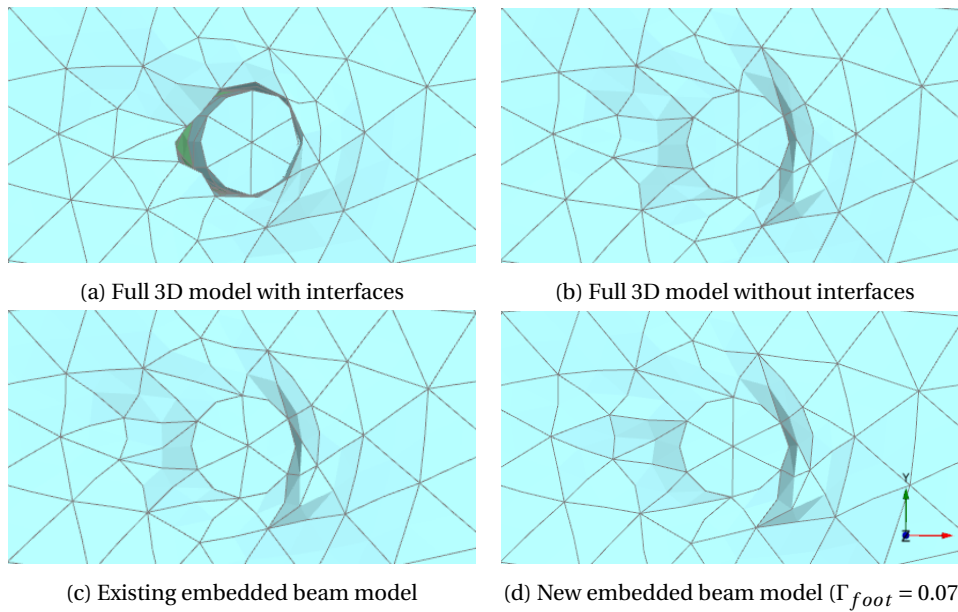 (a) Full 3D model with interfaces
(b) Full 3D model without interfaces
Y
Z
(c) Existing embedded beam model
(d) New embedded beam model (Γfoot = 0.07